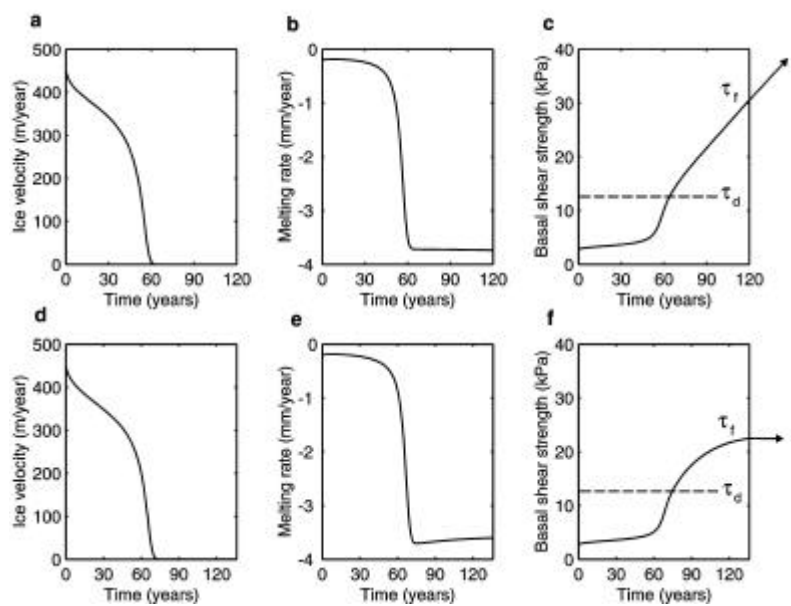 a
Ice velocity (m/year)
500
400
300
200
100
0
0 30 60 90 120
Time (years)
b
Melting rate (mm/year)
0
-1
-2
-3
-4
0 30 60 90 120
Time (years)
c
Basal shear strength (kPa)
40
30
20
10
0
τf
τd
0 30 60 90 120
Time (years)
d
Ice velocity (m/year)
500
400
300
200
100
0
0 30 60 90 120
Time (years)
e
Melting rate (mm/year)
0
-1
-2
-3
-4
0 30 60 90 120
Time (years)
f
Basal shear strength (kPa)
40
30
20
10
0
τf
τd
0 30 60 90 120
Time (years)